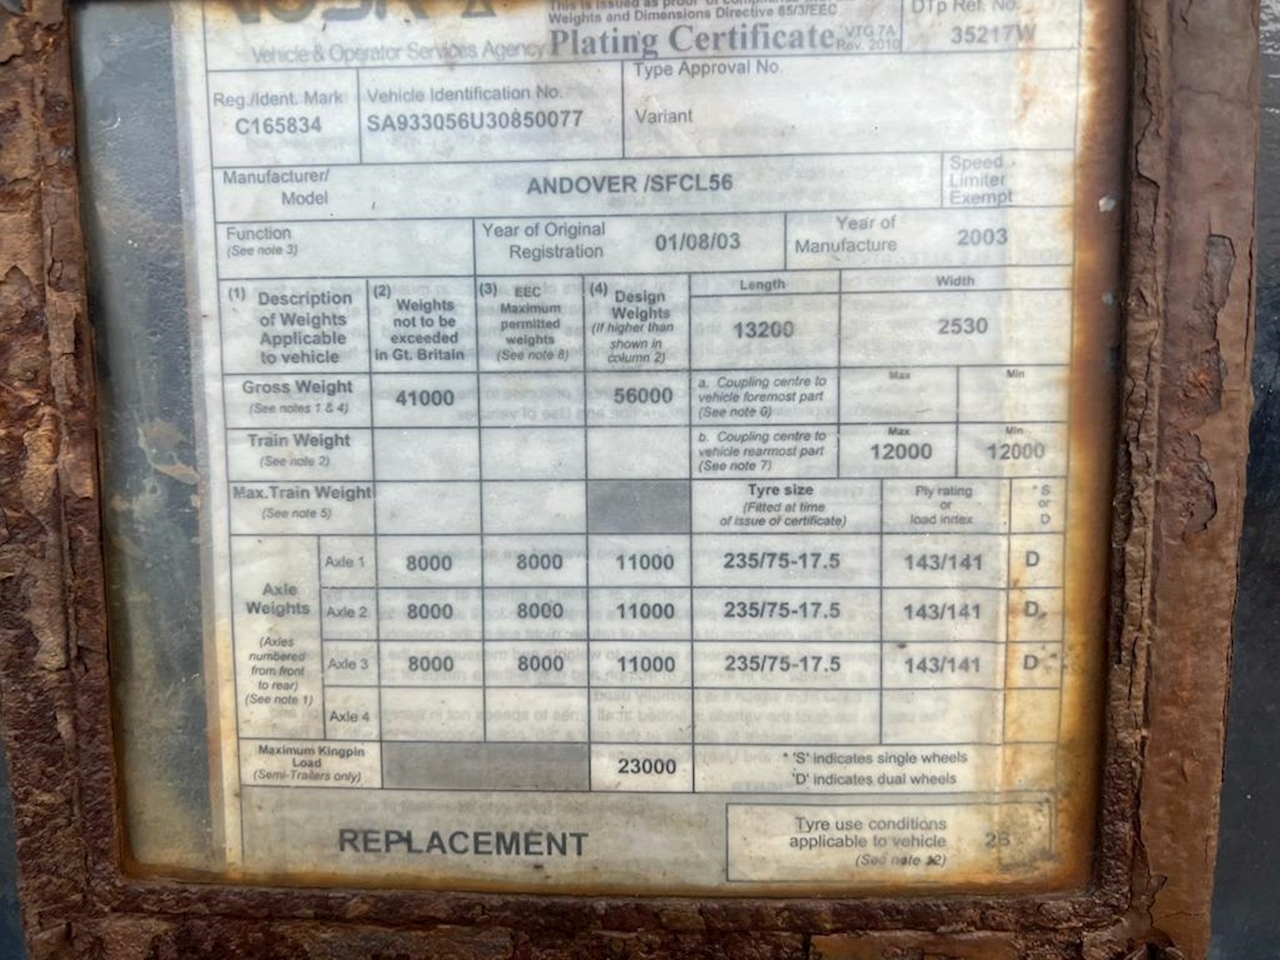 This is issued as proof of compliance
Weights and Dimensions Directive 85/3/EEC
DTp Ref. No.
Vehicle & Operator Services Agency
Plating Certificate
VTG 7A
Rev. 2010
35217W
Reg./Ident. Mark
C165834
Vehicle Identification No.
SA933056U30850077
Type Approval No.
Variant
Manufacturer/
Model
ANDOVER /SFCL56
Speed
Limiter
Exempt
Function
(See note 3)
Year of Original
Registration
01/08/03
Year of
Manufacture
2003
(1) Description
of Weights
Applicable
to vehicle
(2) Weights
not to be
exceeded
in Gt. Britain
(3) EEC
Maximum
permitted
weights
(See note 8)
(4) Design
Weights
(If higher than
shown in
column 2)
Length
13200
Width
2530
Gross Weight
(See notes 1 & 4)
41000
56000
a. Coupling centre to
vehicle foremost part
(See note 6)
Max
Min
Train Weight
(See note 2)
b. Coupling centre to
vehicle rearmost part
(See note 7)
Max
12000
Min
12000
Max.Train Weight
(See note 5)
Tyre size
(Fitted at time
of issue of certificate)
Ply rating
or
load index
* S
or
D
Axle
Weights
(Axles
numbered
from front
to rear)
(See note 1)
Axle 1 8000 8000 11000 235/75-17.5 143/141 D
Axle 2 8000 8000 11000 235/75-17.5 143/141 D
Axle 3 8000 8000 11000 235/75-17.5 143/141 D
Axle 4
Maximum Kingpin
Load
(Semi-Trailers only)
23000
* 'S' indicates single wheels
'D' indicates dual wheels
REPLACEMENT
Tyre use conditions
applicable to vehicle
(See note 12)